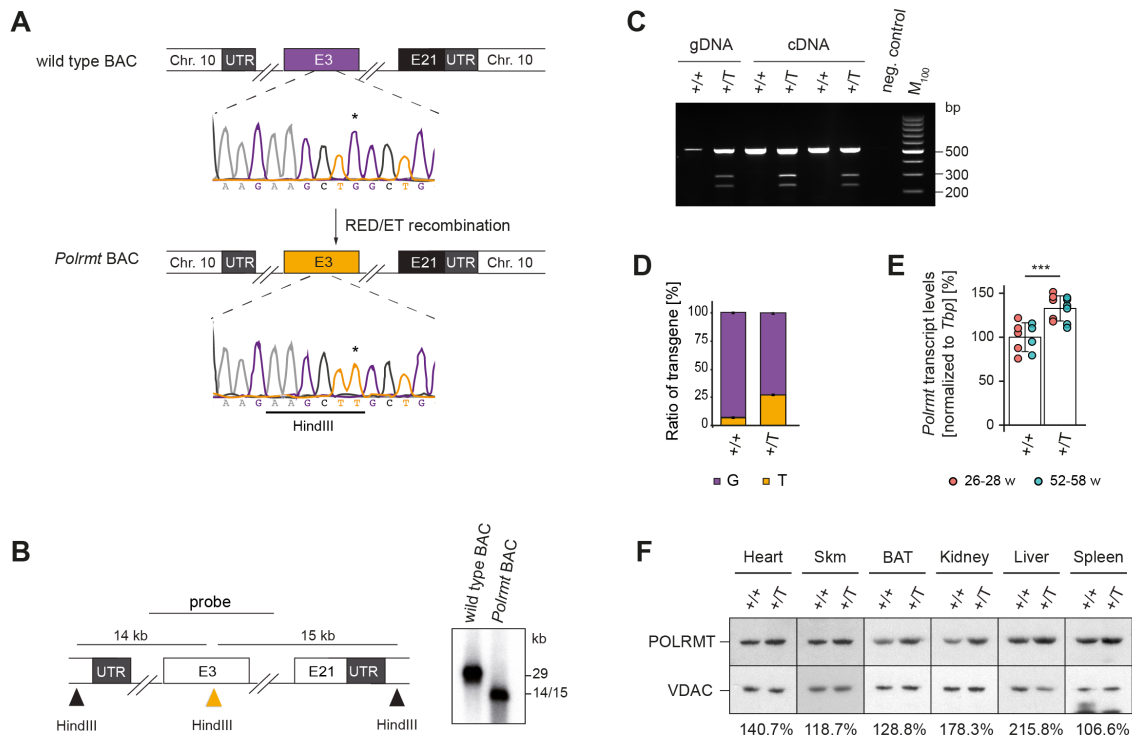 A
wild type BAC
Chr. 10 UTR E3 E21 UTR Chr. 10
*
A A G A A G C T G G C T G
RED/ET recombination
Polrmt BAC
Chr. 10 UTR E3 E21 UTR Chr. 10
*
A A G A A G C T T G C T G
HindIII
B
probe
14 kb 15 kb
UTR E3 E21 UTR
HindIII HindIII HindIII
wild type BAC
Polrmt BAC
kb
29
14/15
C
gDNA cDNA
+/+ +/T +/+ +/T +/+ +/T neg. control M100
bp
500
300
200
D
Ratio of transgene [%]
100
75
50
25
0
+/+ +/T
G T
E
Polrmt transcript levels
[normalized to Tbp] [%]
***
150
100
50
0
+/+ +/T
26-28 w 52-58 w
F
Heart Skm BAT Kidney Liver Spleen
+/+ +/T +/+ +/T +/+ +/T +/+ +/T +/+ +/T +/+ +/T
POLRMT
VDAC
140.7% 118.7% 128.8% 178.3% 215.8% 106.6%